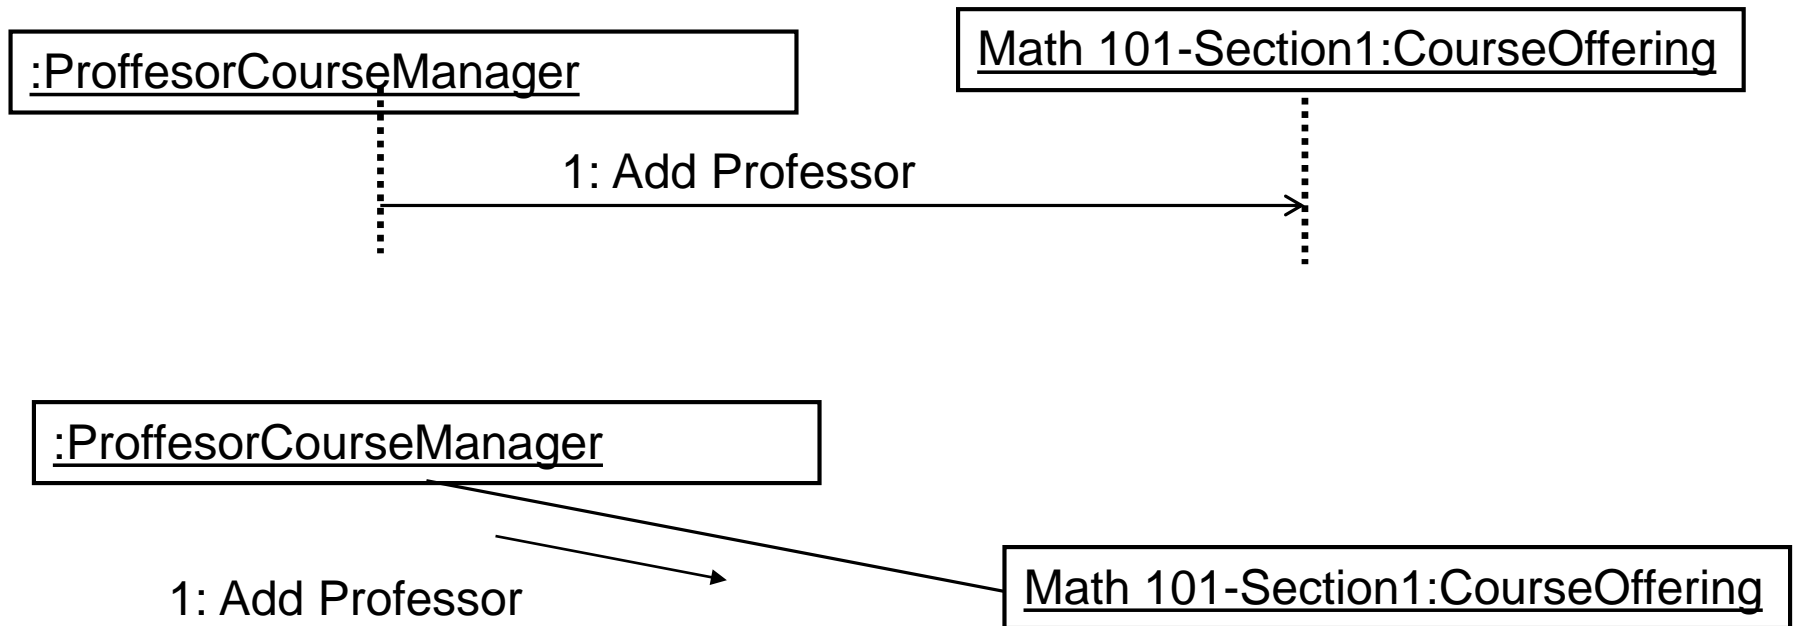 :ProffesorCourseManager
Math 101-Section1:CourseOffering
1: Add Professor
:ProffesorCourseManager
1: Add Professor
Math 101-Section1:CourseOffering